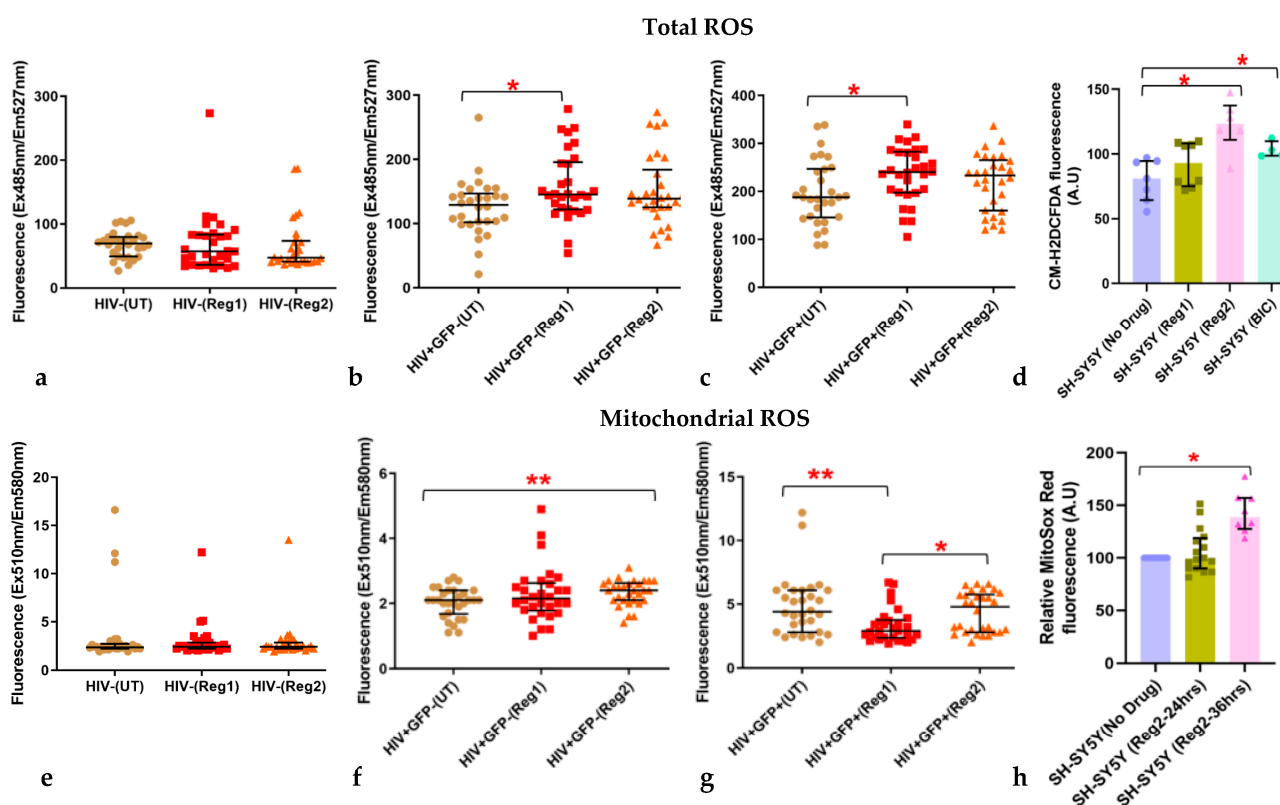 Total ROS
Fluorescence (Ex485nm/Em527nm)
300
200
100
0
HIV-(UT) HIV-(Reg1) HIV-(Reg2)
a
Fluorescence (Ex485nm/Em527nm)
300
200
100
0
*
HIV+GFP-(UT)
HIV+GFP-(Reg1)
HIV+GFP-(Reg2)
b
Fluorescence (Ex485nm/Em527nm)
400
300
200
100
0
*
HIV+GFP+(UT)
HIV+GFP+(Reg1)
HIV+GFP+(Reg2)
c
CM-H2DCFDA fluorescence
(A.U)
150
100
50
0
*
*
SH-SY5Y (No Drug)
SH-SY5Y (Reg1)
SH-SY5Y (Reg2)
SH-SY5Y (BIC)
d
Mitochondrial ROS
Fluorescence (Ex510nm/Em580nm)
20
15
10
5
0
HIV-(UT) HIV-(Reg1) HIV-(Reg2)
e
Fluorescence (Ex510nm/Em580nm)
6
4
2
0
**
HIV+GFP-(UT)
HIV+GFP-(Reg1)
HIV+GFP-(Reg2)
f
Fluorescence (Ex510nm/Em580nm)
15
10
5
0
**
*
HIV+GFP+(UT)
HIV+GFP+(Reg1)
HIV+GFP+(Reg2)
g
Relative MitoSox Red
fluorescence (A.U)
200
150
100
50
0
*
SH-SY5Y(No Drug)
SH-SY5Y (Reg2-24hrs)
SH-SY5Y (Reg2-36hrs)
h